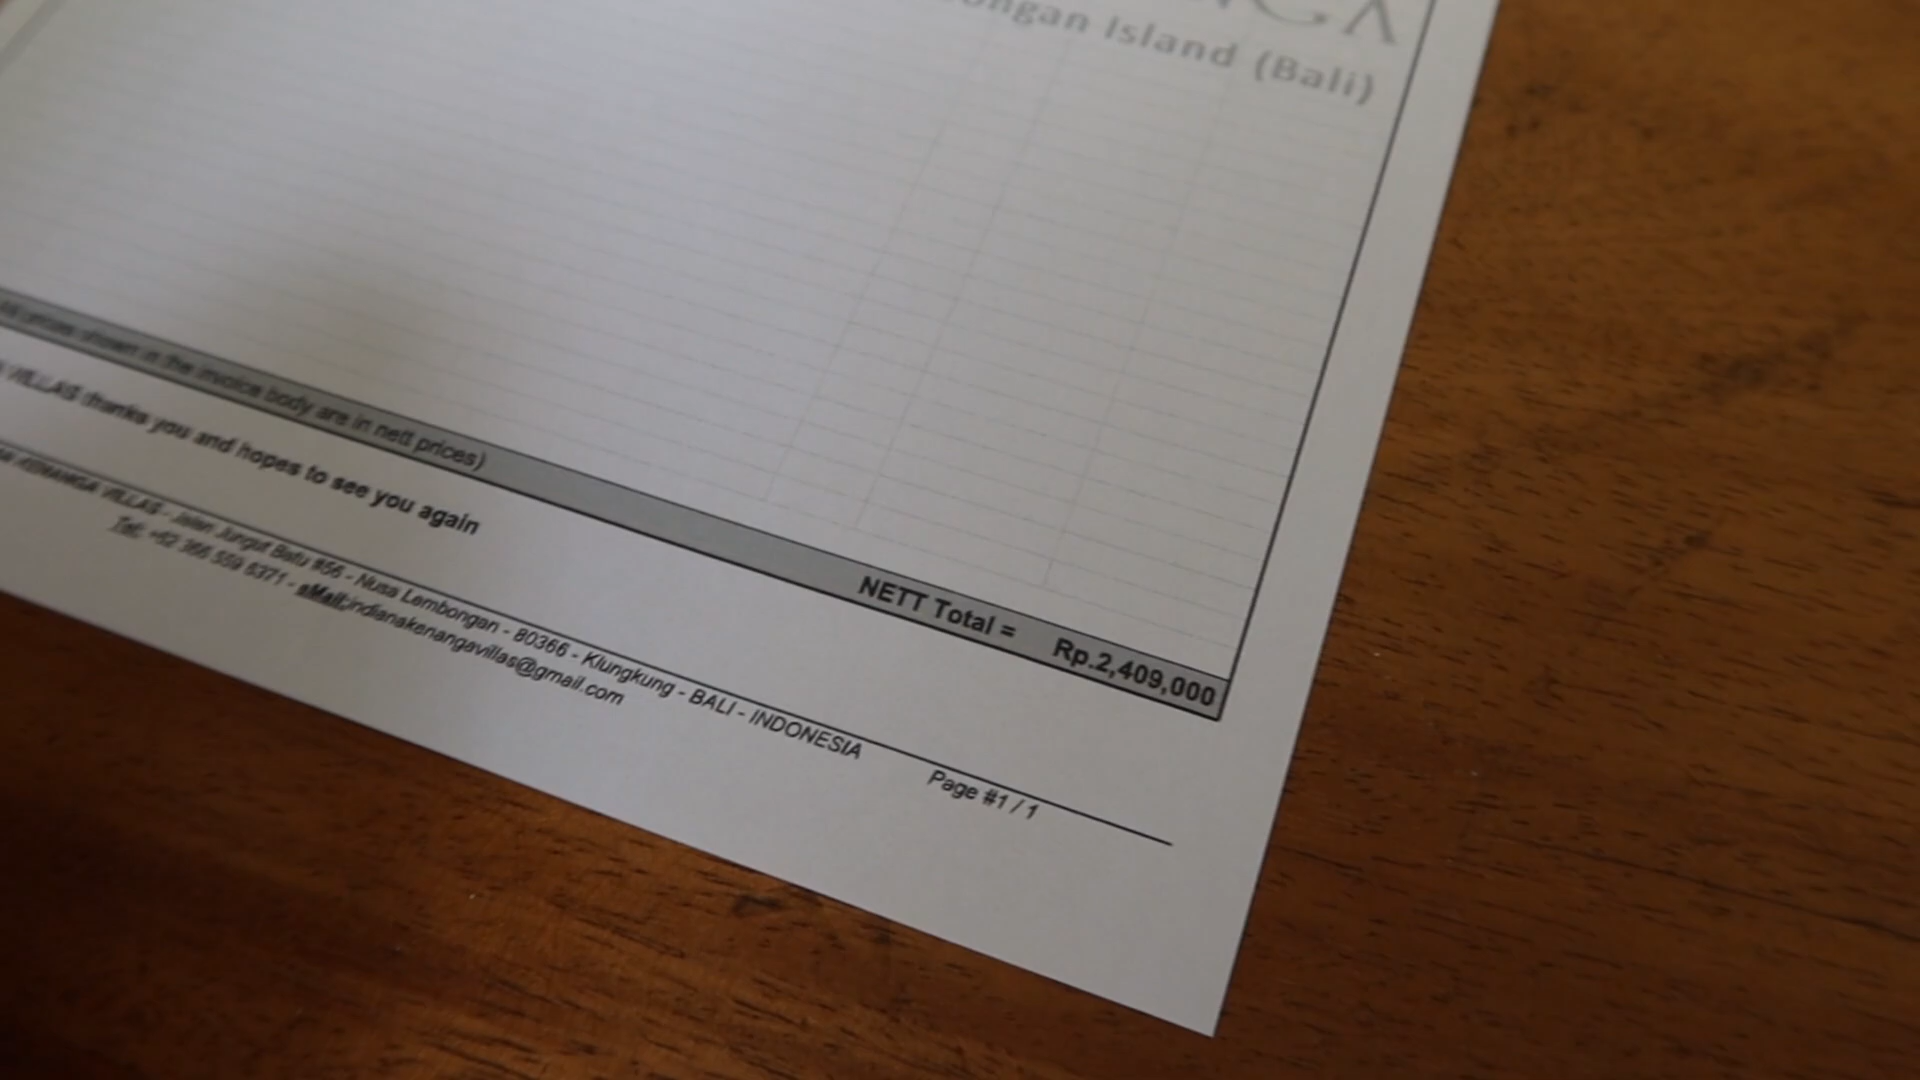 Island (Bali)
prices shown in the invoice body are in nett prices)
NETT Total = Rp.2,409,000
VILLAS thanks you and hopes to see you again
VILLAS - Jalan Jungut Batu #56 - Nusa Lembongan - 80366 - Klungkung - BALI - INDONESIA
Tel: +62 366 559 6371 - eMail:indianakenangavillas@gmail.com
Page #1 / 1